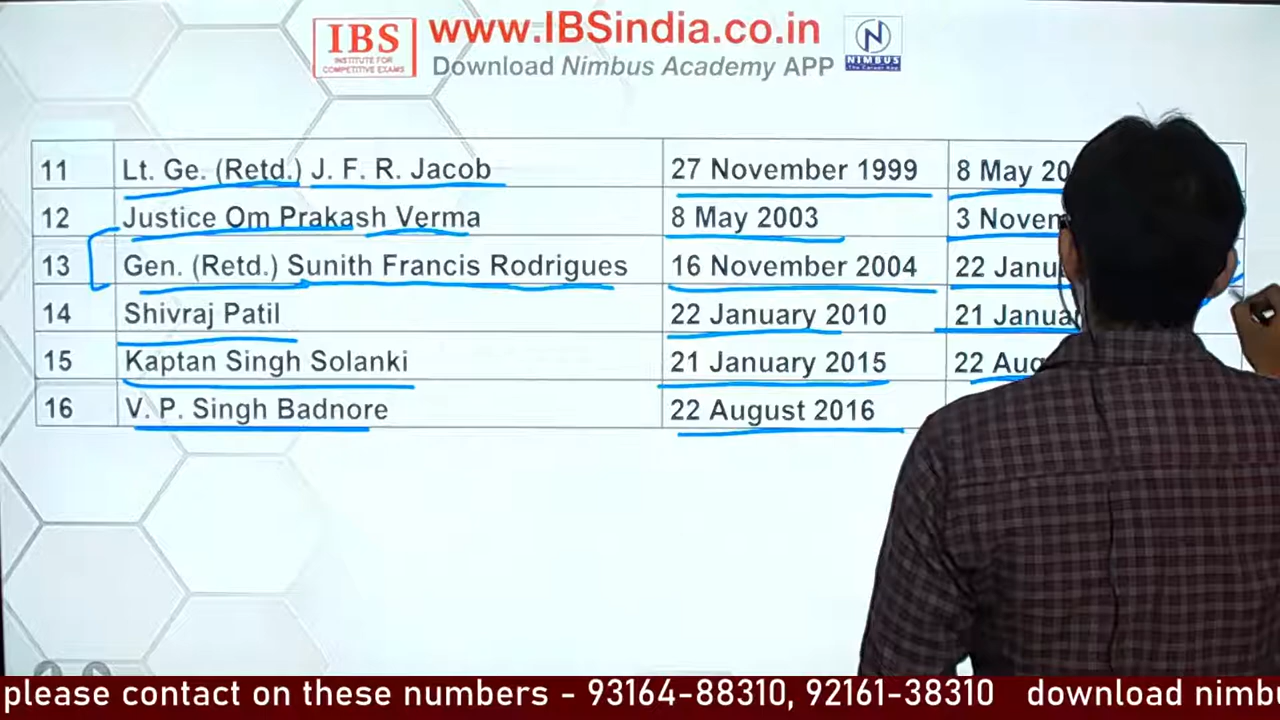 IBS
INSTITUTE FOR
COMPETITIVE EXAMS
www.IBSindia.co.in
Download Nimbus Academy APP
N
NIMBUS
The Career App
11 Lt. Ge. (Retd.) J. F. R. Jacob 27 November 1999 8 May 20
12 Justice Om Prakash Verma 8 May 2003 3 Novem
13 Gen. (Retd.) Sunith Francis Rodrigues 16 November 2004 22 Janu
14 Shivraj Patil 22 January 2010 21 Januar
15 Kaptan Singh Solanki 21 January 2015 22 Aug
16 V. P. Singh Badnore 22 August 2016
please contact on these numbers - 93164-88310, 92161-38310 download nimbu